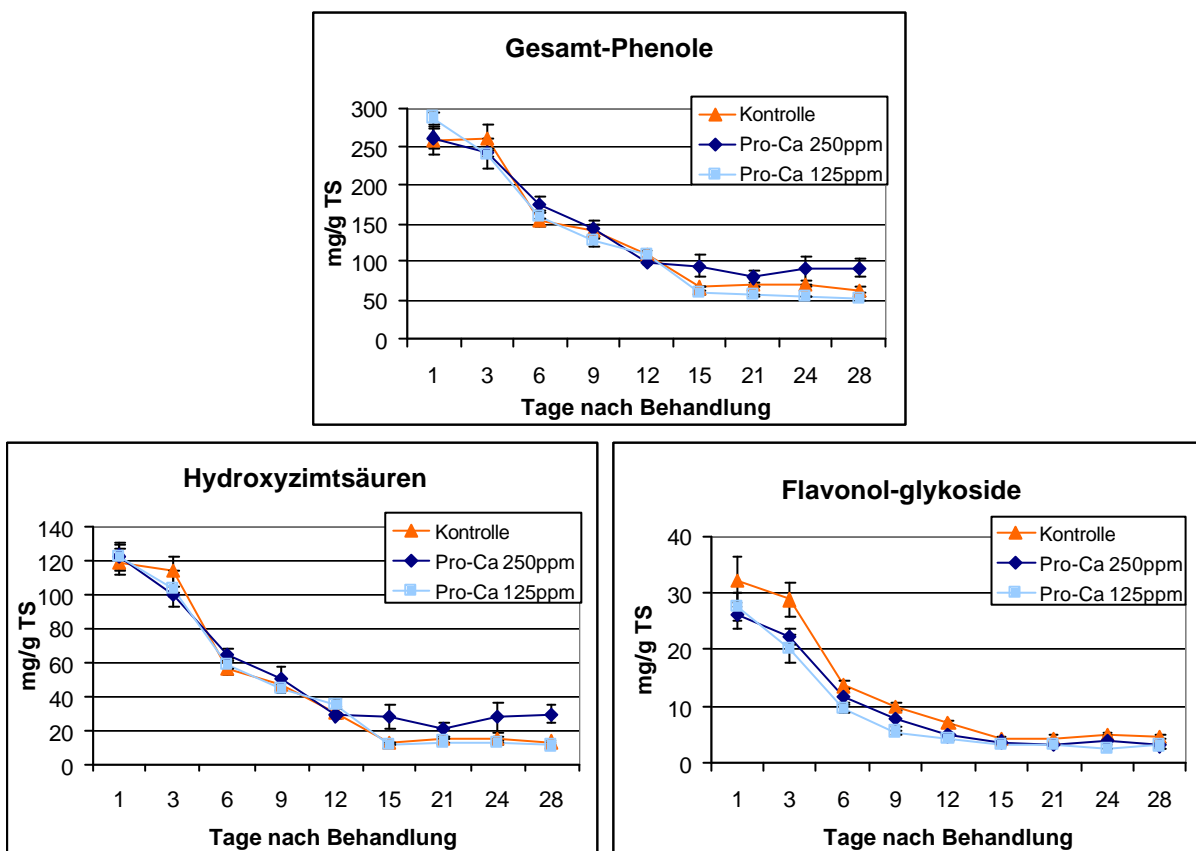 Gesamt-Phenole
mg/g TS
300
250
200
150
100
50
0
Kontrolle
Pro-Ca 250ppm
Pro-Ca 125ppm
1 3 6 9 12 15 21 24 28
Tage nach Behandlung
Hydroxyzimtsäuren
mg/g TS
140
120
100
80
60
40
20
0
Kontrolle
Pro-Ca 250ppm
Pro-Ca 125ppm
1 3 6 9 12 15 21 24 28
Tage nach Behandlung
Flavonol-glykoside
mg/g TS
40
30
20
10
0
Kontrolle
Pro-Ca 250ppm
Pro-Ca 125ppm
1 3 6 9 12 15 21 24 28
Tage nach Behandlung